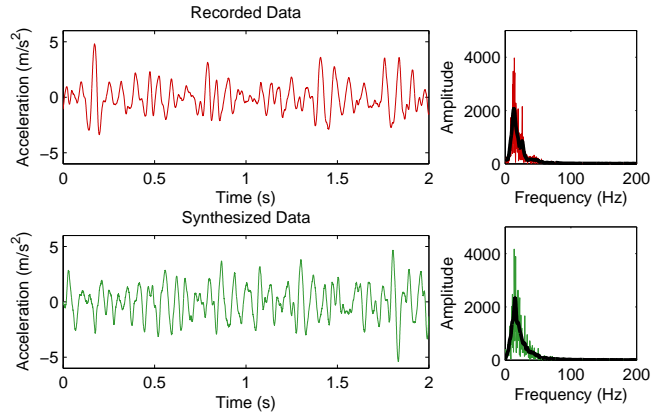 Recorded Data
Acceleration (m/s²)
5
0
−5
0 0.5 1 1.5 2
Time (s)
Amplitude
4000
2000
0
0 100 200
Frequency (Hz)
Synthesized Data
Acceleration (m/s²)
5
0
−5
0 0.5 1 1.5 2
Time (s)
Amplitude
4000
2000
0
0 100 200
Frequency (Hz)